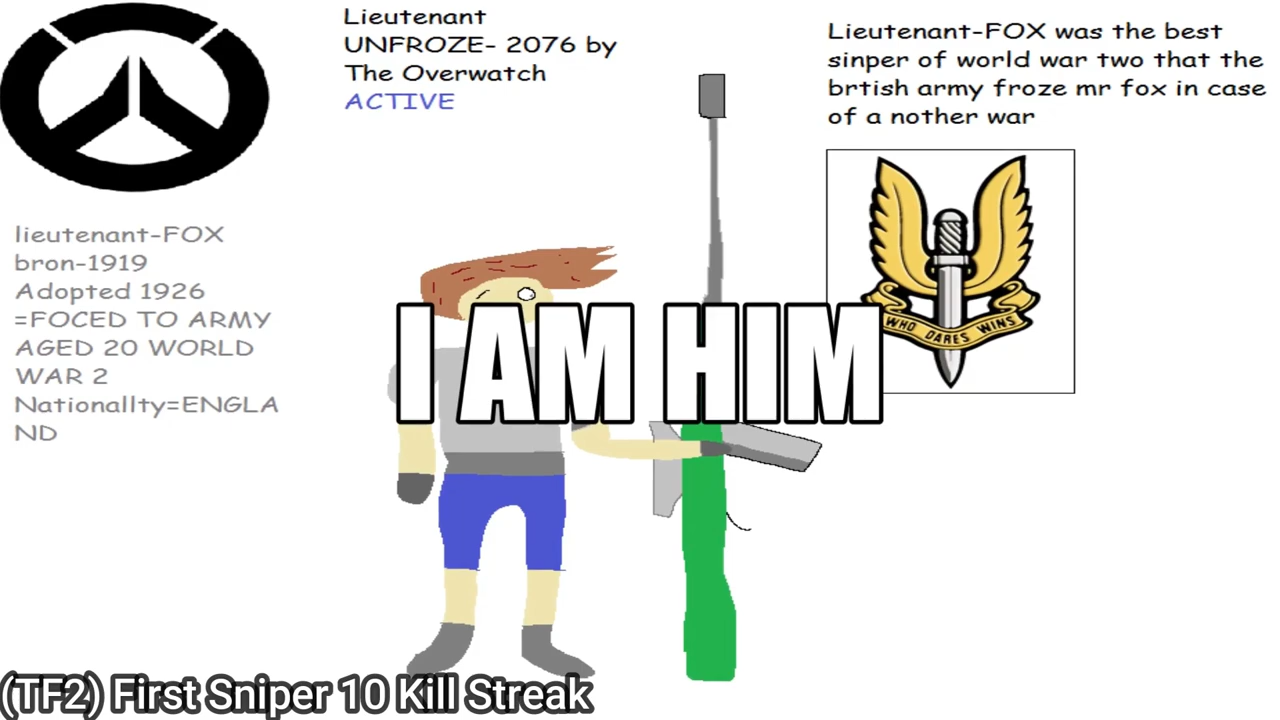 Lieutenant
UNFROZE- 2076 by
The Overwatch
ACTIVE
Lieutenant-FOX was the best
sinper of world war two that the
brtish army froze mr fox in case
of a nother war
lieutenant-FOX
bron-1919
Adopted 1926
=FOCED TO ARMY
AGED 20 WORLD
WAR 2
Nationallty=ENGLA
ND
I AM HIM
WHO DARES WINS
(TF2) First Sniper 10 Kill Streak